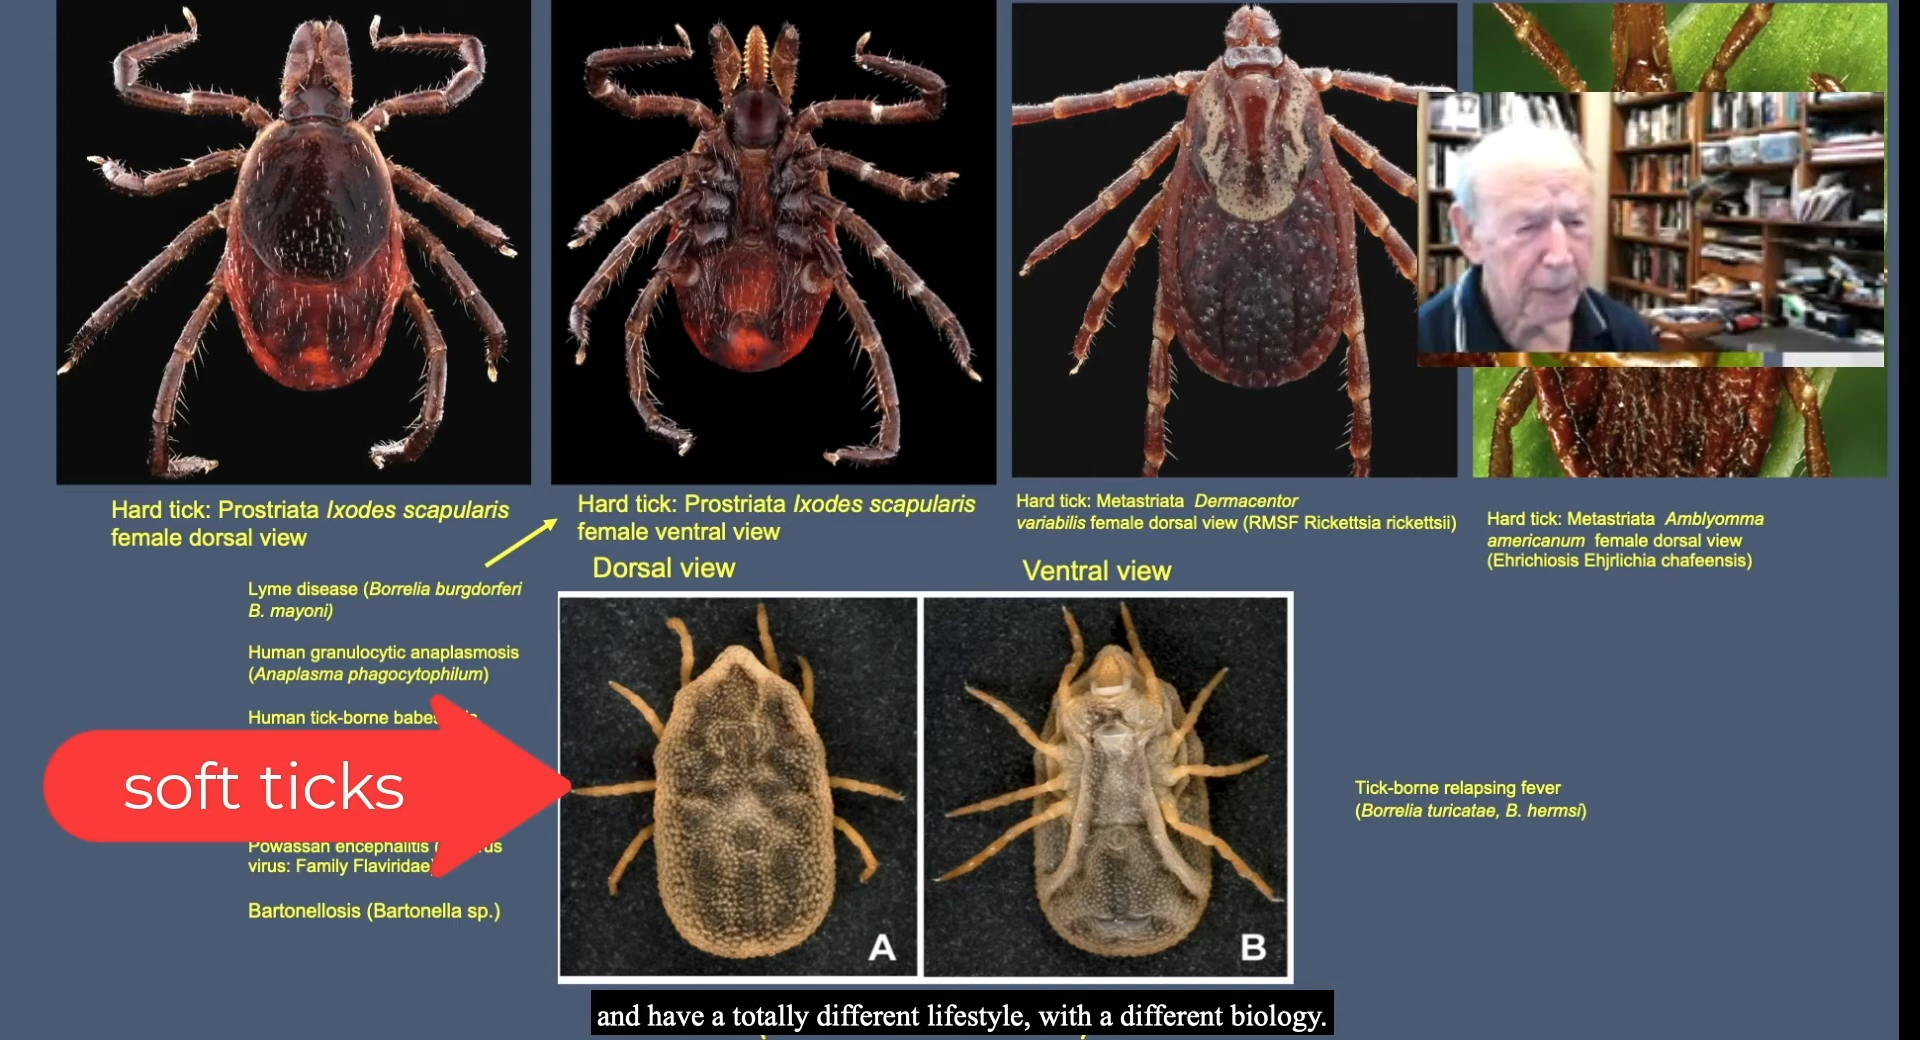 Hard tick: Prostriata Ixodes scapularis
female dorsal view
Hard tick: Prostriata Ixodes scapularis
female ventral view
Hard tick: Metastriata Dermacentor
variabilis female dorsal view (RMSF Rickettsia rickettsii)
Hard tick: Metastriata Amblyomma
americanum female dorsal view
(Ehrichiosis Ehjrlichia chafeensis)
Lyme disease (Borrelia burgdorferi
B. mayoni)
Human granulocytic anaplasmosis
(Anaplasma phagocytophilum)
Human tick-borne
soft ticks
Powassan encephalitis
virus: Family Flaviridae
Bartonellosis (Bartonella sp.)
Dorsal view
Ventral view
A
B
Tick-borne relapsing fever
(Borrelia turicatae, B. hermsi)
and have a totally different lifestyle, with a different biology.